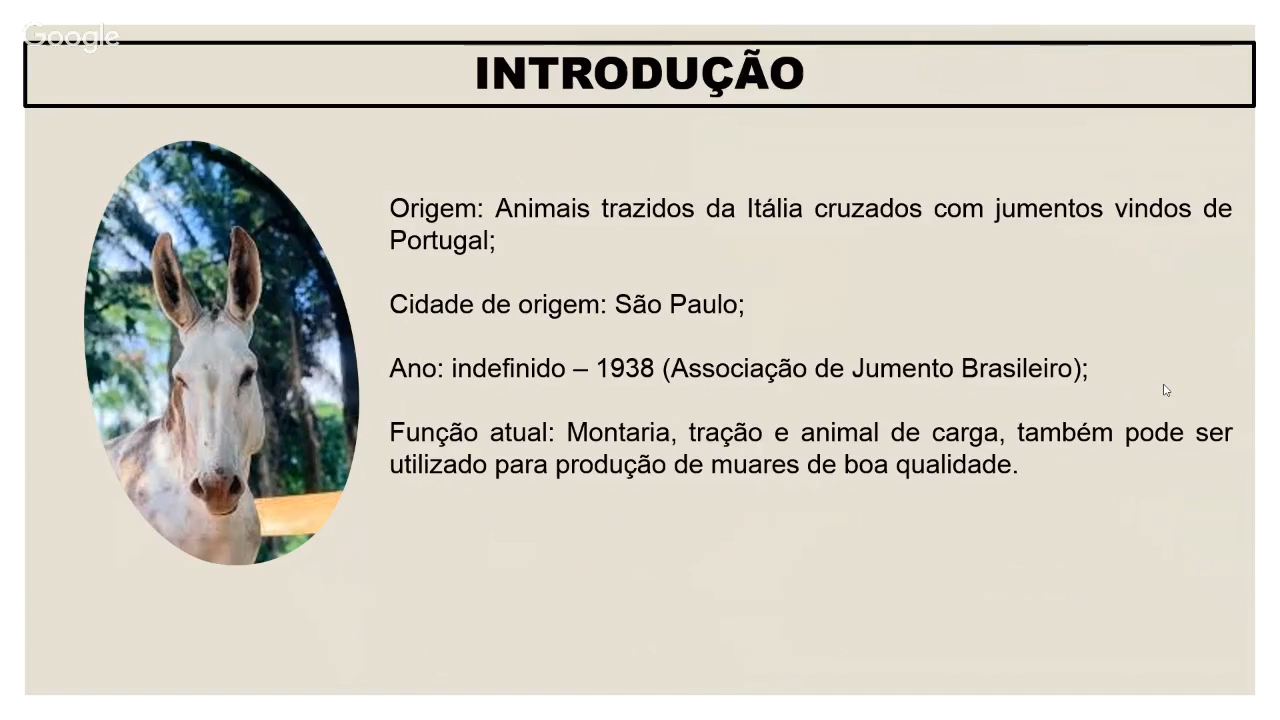 Google
INTRODUÇÃO
Origem: Animais trazidos da Itália cruzados com jumentos vindos de
Portugal;
Cidade de origem: São Paulo;
Ano: indefinido – 1938 (Associação de Jumento Brasileiro);
Função atual: Montaria, tração e animal de carga, também pode ser
utilizado para produção de muares de boa qualidade.